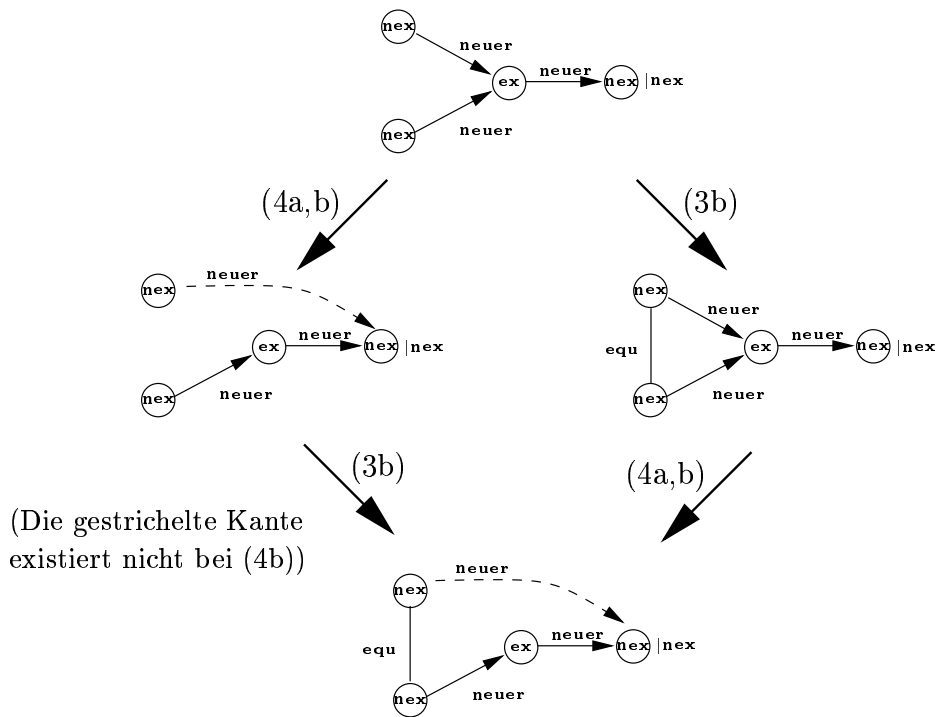 nex
neuer
ex
neuer
nex |nex
nex
neuer
(4a,b)
(3b)
nex
neuer
ex
neuer
nex |nex
nex
neuer
nex
neuer
equ
ex
neuer
nex |nex
nex
neuer
(3b)
(4a,b)
(Die gestrichelte Kante
existiert nicht bei (4b))
nex
neuer
equ
ex
neuer
nex |nex
nex
neuer